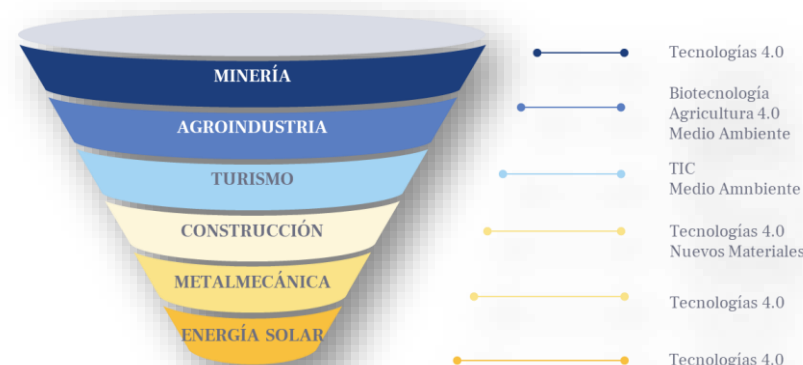 MINERÍA
Tecnologías 4.0
AGROINDUSTRIA
Biotecnología
Agricultura 4.0
Medio Ambiente
TURISMO
TIC
Medio Amnbiente
CONSTRUCCIÓN
Tecnologías 4.0
Nuevos Materiales
METALMECÁNICA
Tecnologías 4.0
ENERGÍA SOLAR
Tecnologías 4.0